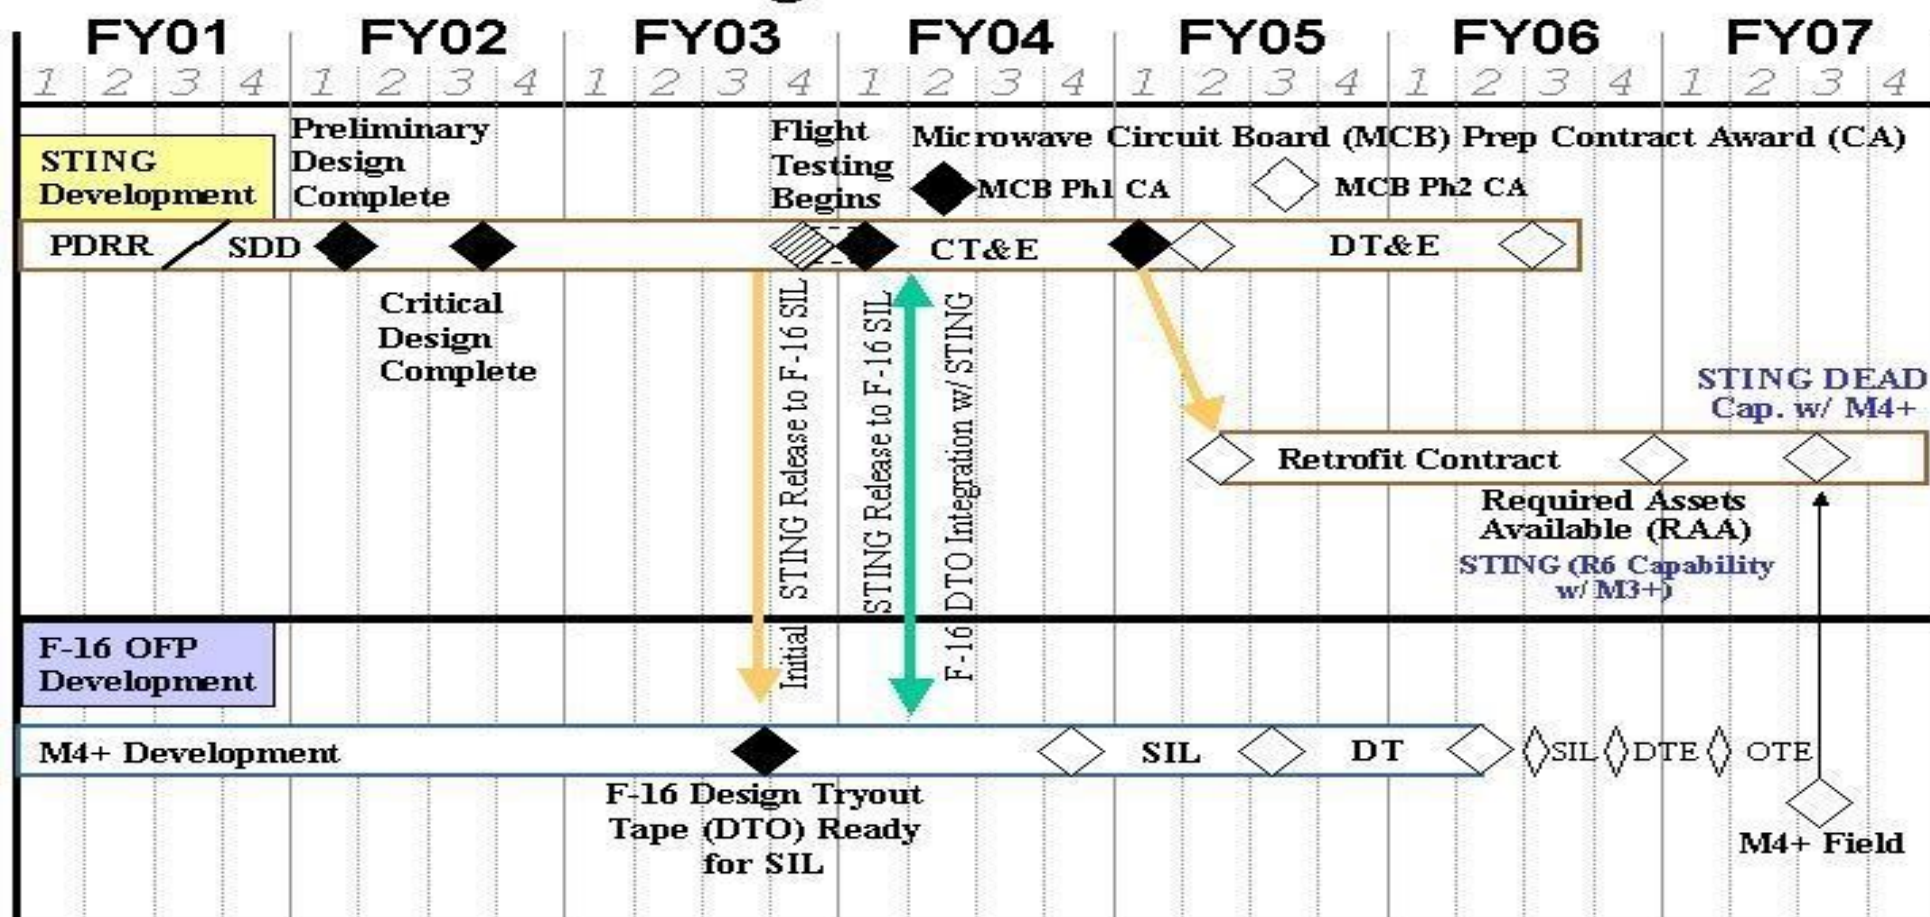 FY01 FY02 FY03 FY04 FY05 FY06 FY07
1 2 3 4 1 2 3 4 1 2 3 4 1 2 3 4 1 2 3 4 1 2 3 4 1 2 3 4
STING
Development
Preliminary
Design
Complete
Flight
Testing
Begins
Microwave Circuit Board (MCB) Prep Contract Award (CA)
MCB Ph1 CA
MCB Ph2 CA
PDRR
SDD
CT&E
DT&E
Critical
Design
Complete
Initial STING Release to F-16 SIL
STING Release to F-16 SIL
F-16 DTO Integration w/ STING
STING DEAD
Cap. w/ M4+
Retrofit Contract
Required Assets
Available (RAA)
STING (R6 Capability
w/ M3+)
F-16 OFP
Development
M4+ Development
SIL
DT
SIL
DTE
OTE
F-16 Design Tryout
Tape (DTO) Ready
for SIL
M4+ Field